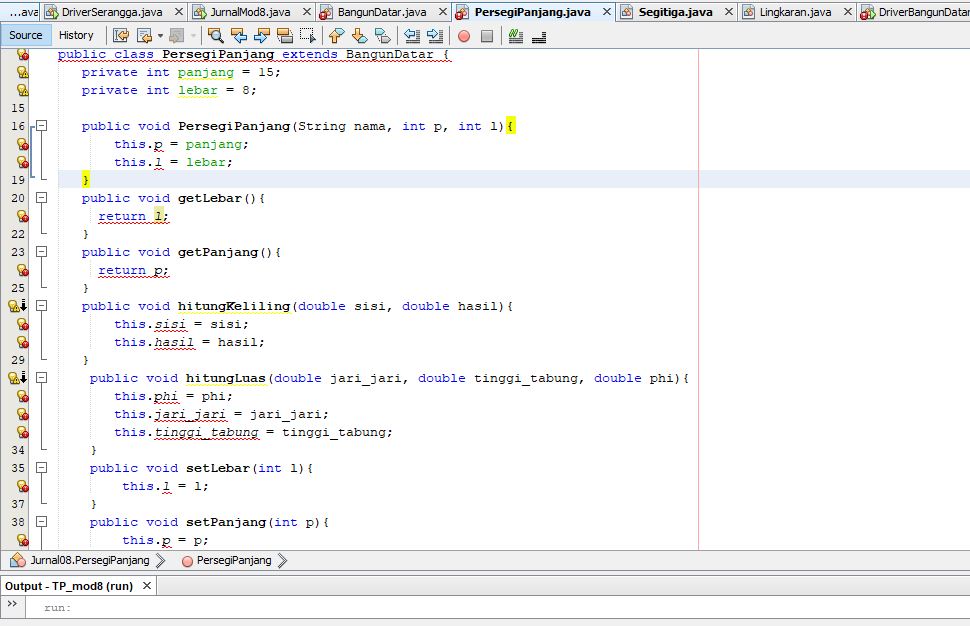 ...ava DriverSerangga.java JurnalMod8.java BangunDatar.java PersegiPanjang.java Segitiga.java Lingkaran.java DriverBangunDatar
Source History
public class PersegiPanjang extends BangunDatar {
private int panjang = 15;
private int lebar = 8;
15
16 public void PersegiPanjang(String nama, int p, int l){
this.p = panjang;
this.l = lebar;
19 }
20 public void getLebar(){
return l;
22 }
23 public void getPanjang(){
return p;
25 }
public void hitungKeliling(double sisi, double hasil){
this.sisi = sisi;
this.hasil = hasil;
29 }
public void hitungLuas(double jari_jari, double tinggi_tabung, double phi){
this.phi = phi;
this.jari_jari = jari_jari;
this.tinggi_tabung = tinggi_tabung;
34 }
35 public void setLebar(int l){
this.l = l;
37 }
38 public void setPanjang(int p){
this.p = p;
Jurnal08.PersegiPanjang PersegiPanjang
Output - TP_mod8 (run)
run: